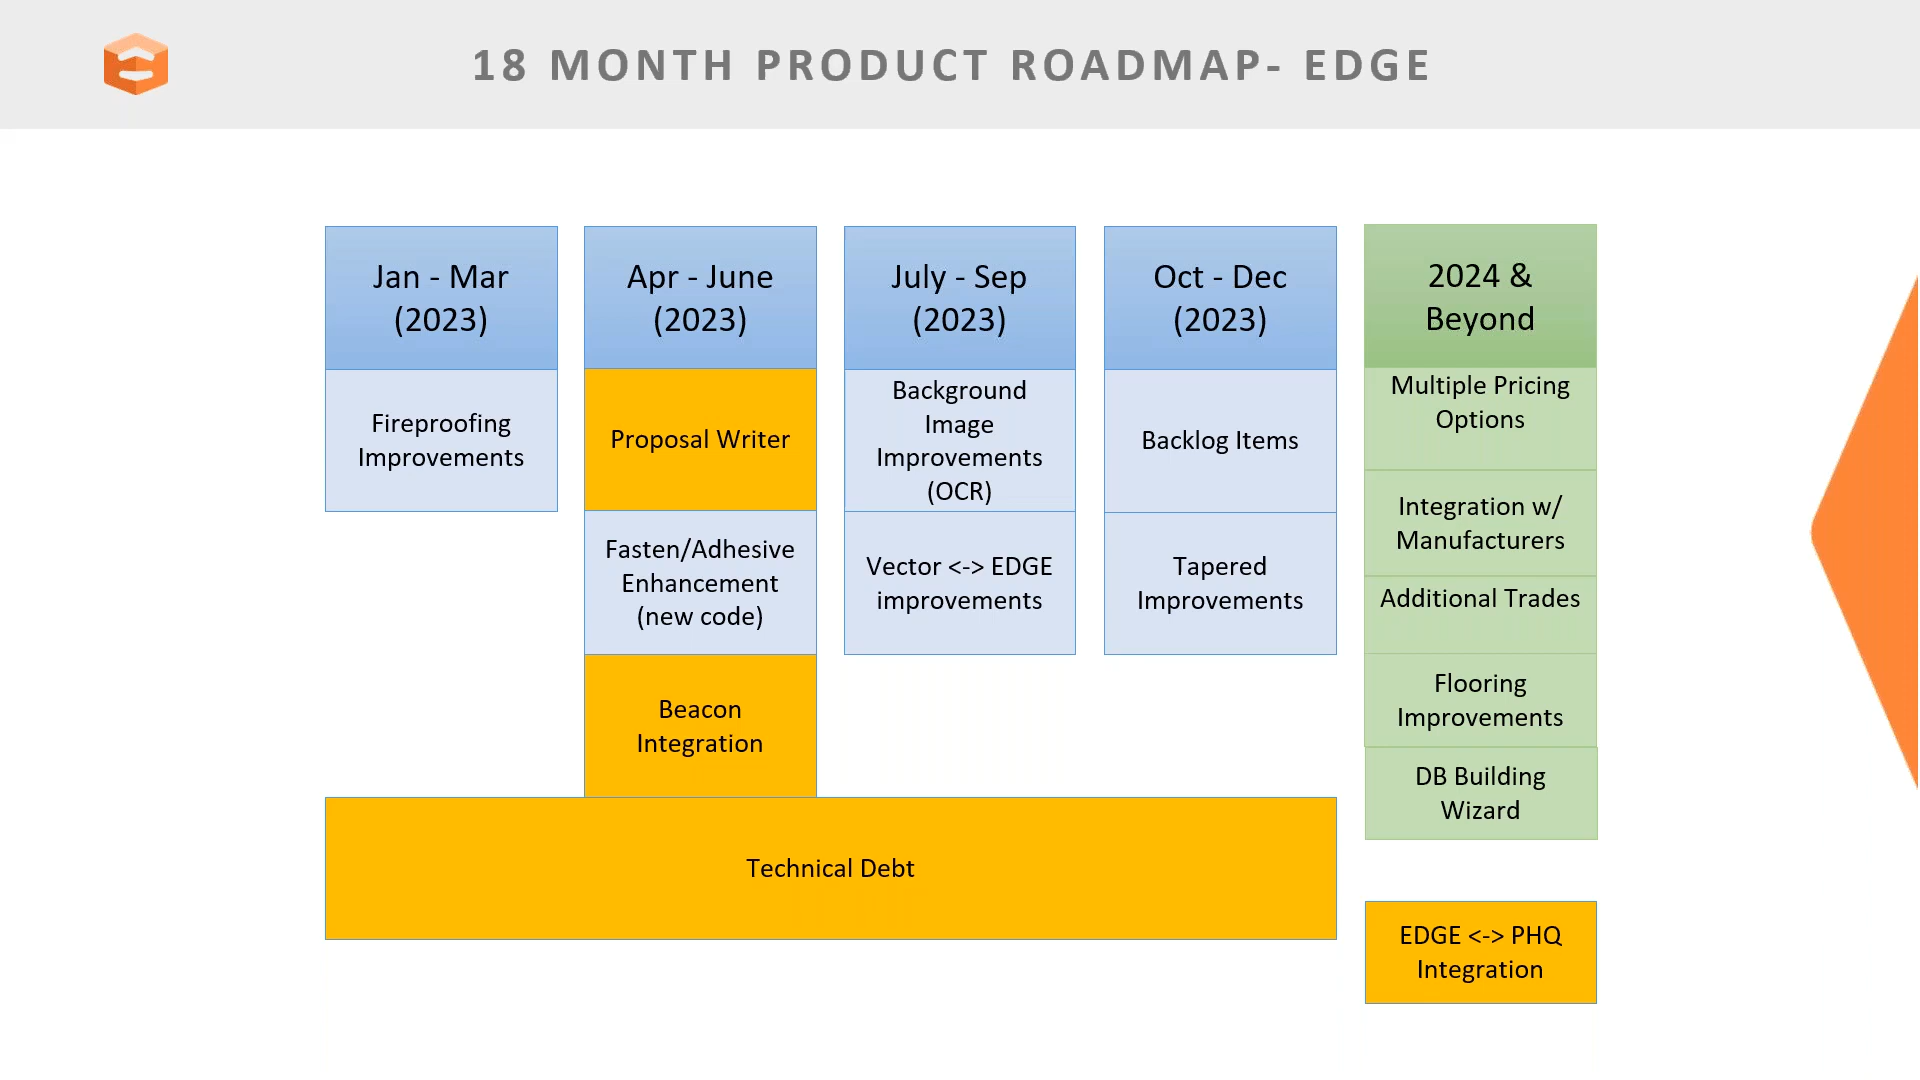 18 MONTH PRODUCT ROADMAP- EDGE
Jan - Mar
(2023)
Fireproofing
Improvements
Apr - June
(2023)
Proposal Writer
Fasten/Adhesive
Enhancement
(new code)
Beacon
Integration
July - Sep
(2023)
Background
Image
Improvements
(OCR)
Vector <-> EDGE
improvements
Oct - Dec
(2023)
Backlog Items
Tapered
Improvements
Technical Debt
2024 &
Beyond
Multiple Pricing
Options
Integration w/
Manufacturers
Additional Trades
Flooring
Improvements
DB Building
Wizard
EDGE <-> PHQ
Integration